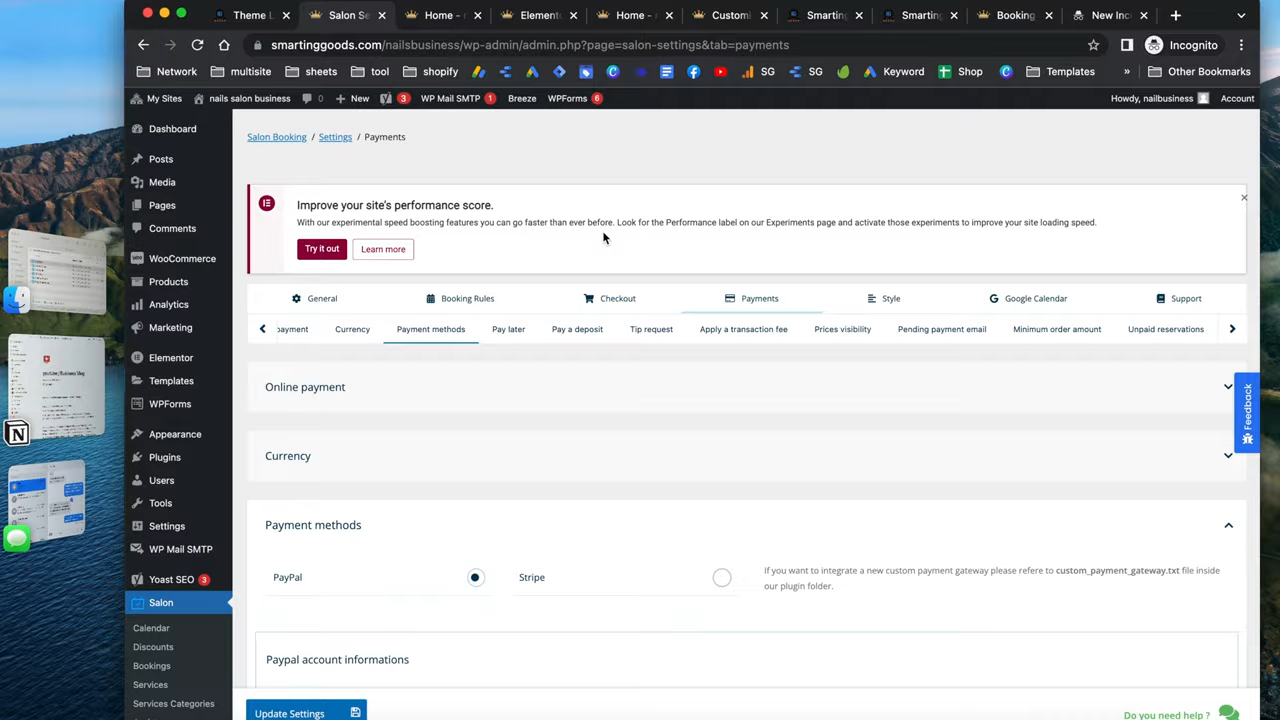 Theme L
Salon Se
Home -
Elemento
Home -
Custom
Smarting
Smarting
Booking
New Inc
smartinggoods.com/nailsbusiness/wp-admin/admin.php?page=salon-settings&tab=payments
Incognito
Network
multisite
sheets
tool
shopify
SG
SG
Keyword
Shop
Templates
»
Other Bookmarks
My Sites
nails salon business
0
+ New
3
WP Mail SMTP 1
Breeze
WPForms 6
Howdy, nailbusiness
Account
Dashboard
Posts
Media
Pages
Comments
WooCommerce
Products
Analytics
Marketing
Elementor
Templates
WPForms
Appearance
Plugins
Users
Tools
Settings
WP Mail SMTP
Yoast SEO 3
Salon
Calendar
Discounts
Bookings
Services
Services Categories
Salon Booking / Settings / Payments
Improve your site's performance score.
With our experimental speed boosting features you can go faster than ever before. Look for the Performance label on our Experiments page and activate those experiments to improve your site loading speed.
Try it out
Learn more
General
Booking Rules
Checkout
Payments
Style
Google Calendar
Support
payment
Currency
Payment methods
Pay later
Pay a deposit
Tip request
Apply a transaction fee
Prices visibility
Pending payment email
Minimum order amount
Unpaid reservations
Online payment
Feedback
Currency
Payment methods
PayPal
Stripe
If you want to integrate a new custom payment gateway please refere to custom_payment_gateway.txt file inside
our plugin folder.
Paypal account informations
Update Settings
Do you need help ?